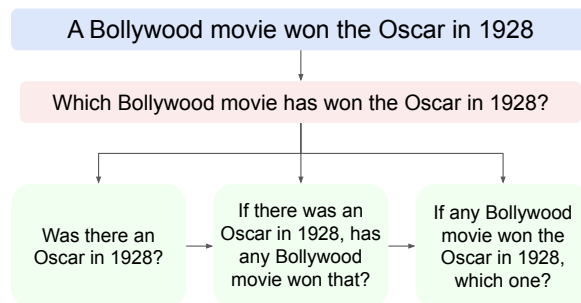 A Bollywood movie won the Oscar in 1928
Which Bollywood movie has won the Oscar in 1928?
Was there an
Oscar in 1928?
If there was an
Oscar in 1928, has
any Bollywood
movie won that?
If any Bollywood
movie won the
Oscar in 1928,
which one?